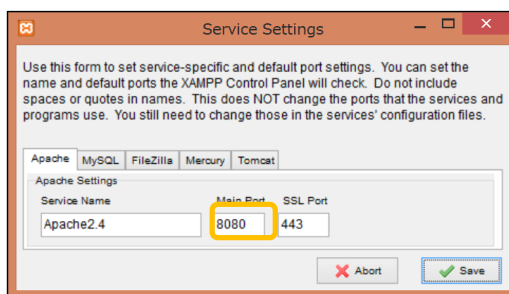 Service Settings
Use this form to set service-specific and default port settings.  You can set the
name and default ports the XAMPP Control Panel will check.  Do not include
spaces or quotes in names.  This does NOT change the ports that the services and
programs use.  You still need to change those in the services' configuration files.
Apache MySQL FileZilla Mercury Tomcat
Apache Settings
Service Name Main Port SSL Port
Apache2.4 8080 443
Abort Save